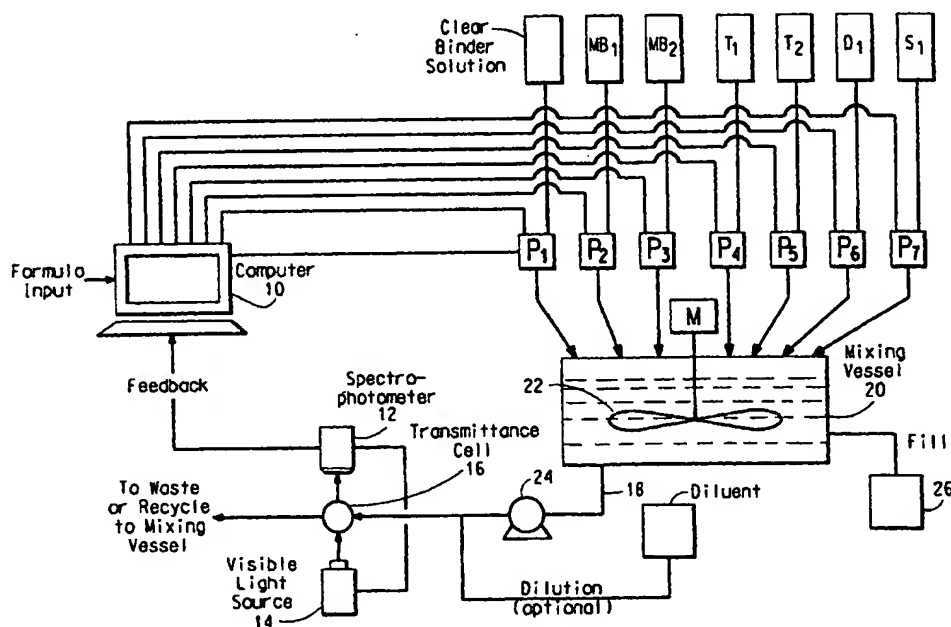 Clear
Binder
Solution
MB1
MB2
T1
T2
D1
S1
P1
P2
P3
P4
P5
P6
P7
Formula
Input
Computer
10
M
Mixing
Vessel
20
22
Feedback
Spectro-
photometer
12
Transmittance
Cell
16
24
18
Diluent
Fill
26
To Waste
or Recycle
to Mixing
Vessel
Visible
Light
Source
14
Dilution
(optional)